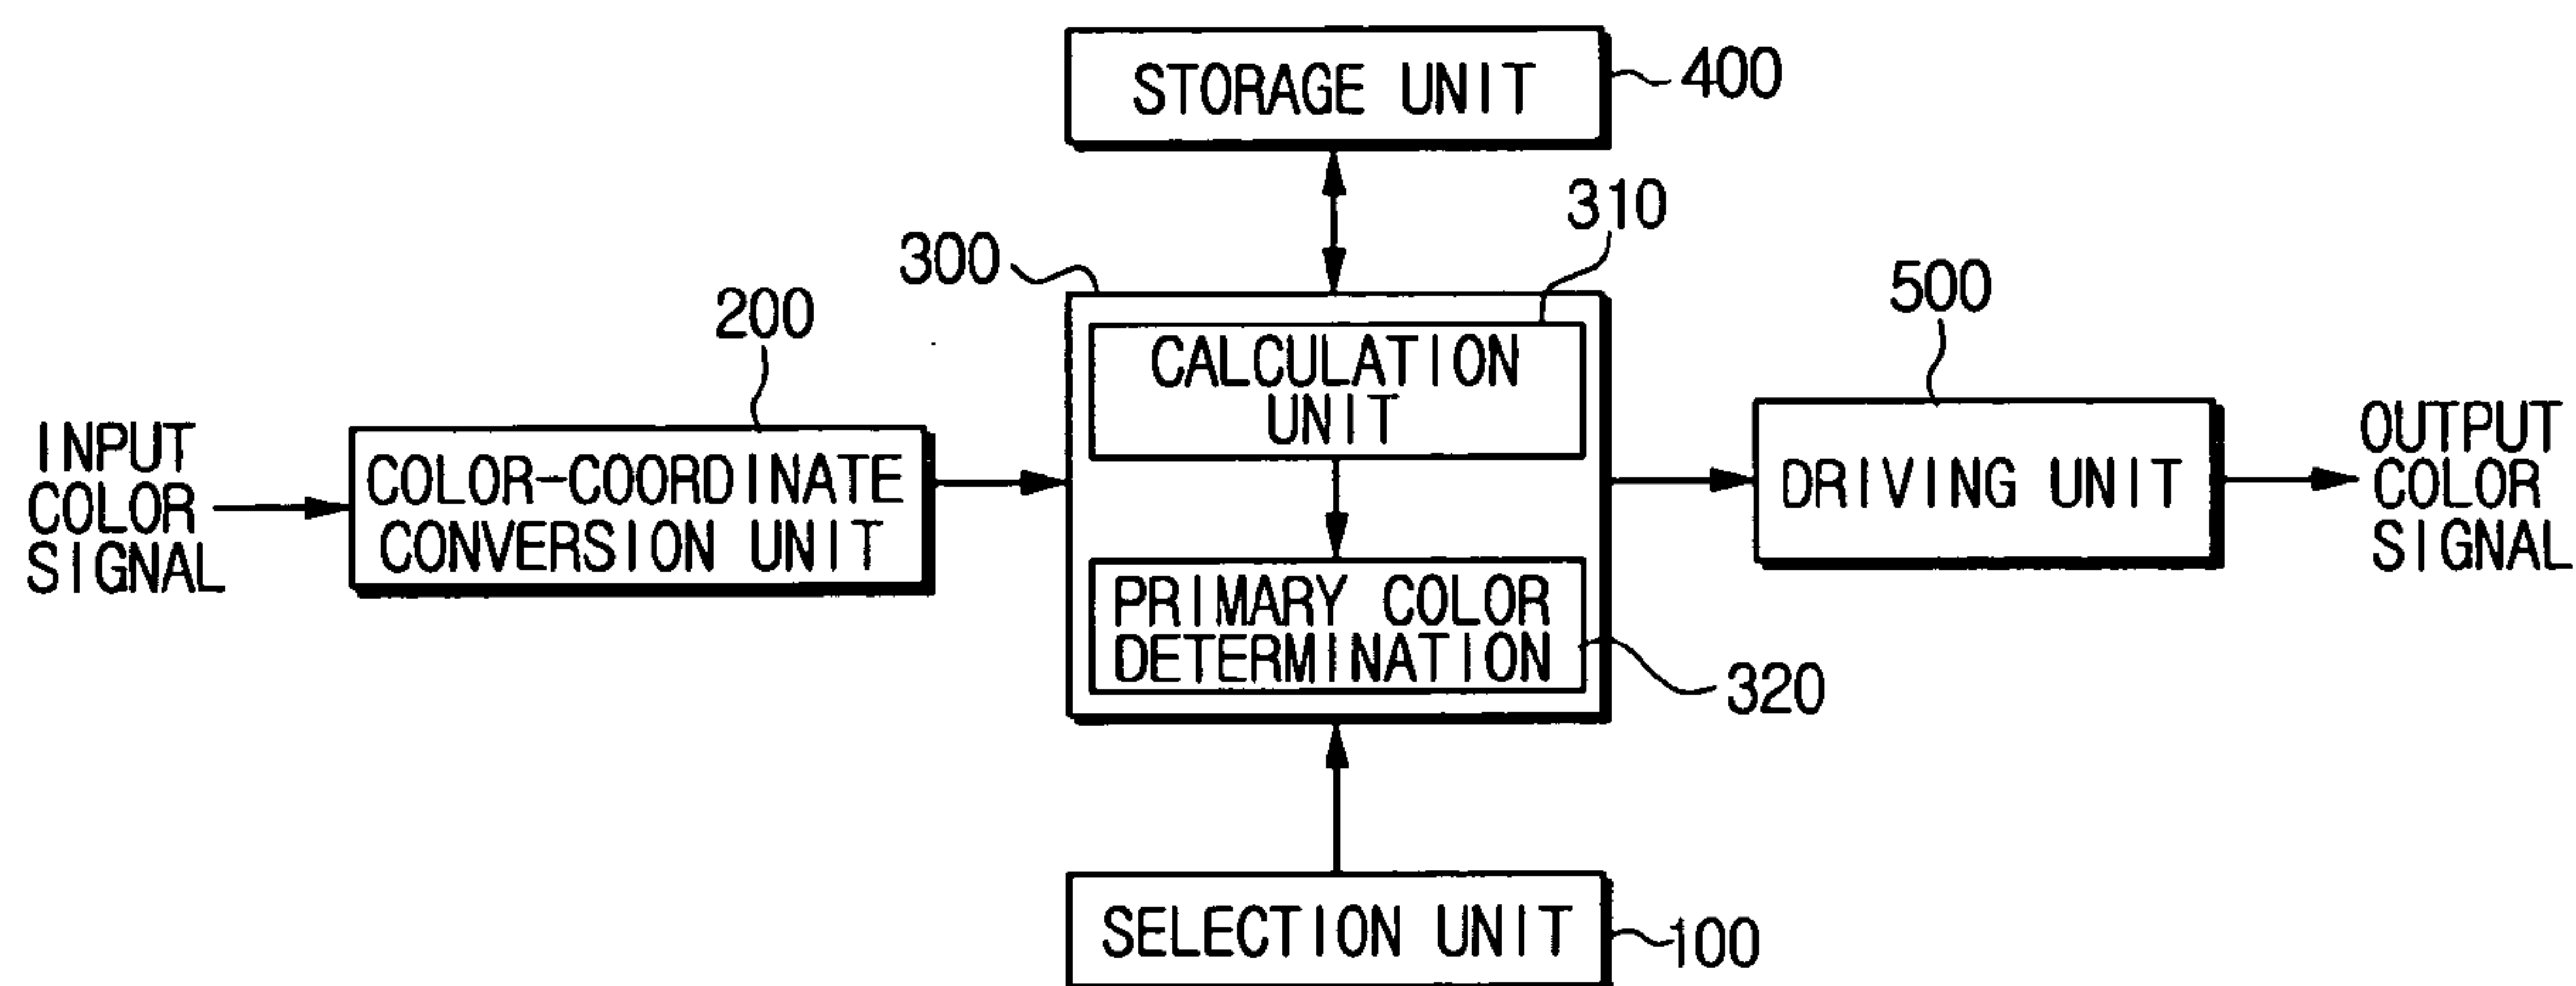 STORAGE UNIT
400
310
300
200
500
CALCULATION
UNIT
INPUT
COLOR
SIGNAL
COLOR-COORDINATE
CONVERSION UNIT
DRIVING UNIT
OUTPUT
COLOR
SIGNAL
PRIMARY COLOR
DETERMINATION
320
SELECTION UNIT
100